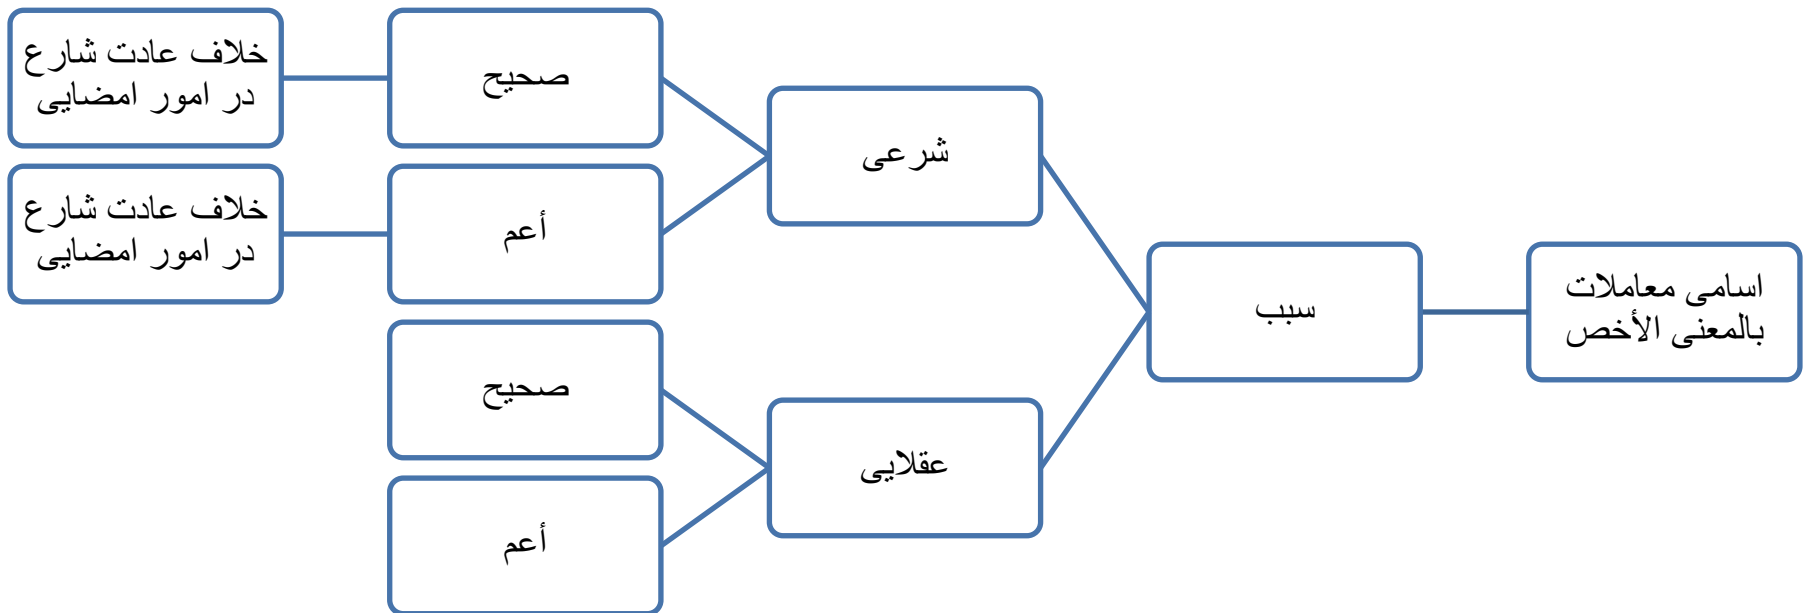 اسامی معاملات
بالمعنی الأخص
سبب
شرعی
صحیح
خلاف عادت شارع
در امور امضایی
أعم
خلاف عادت شارع
در امور امضایی
عقلایی
صحیح
أعم